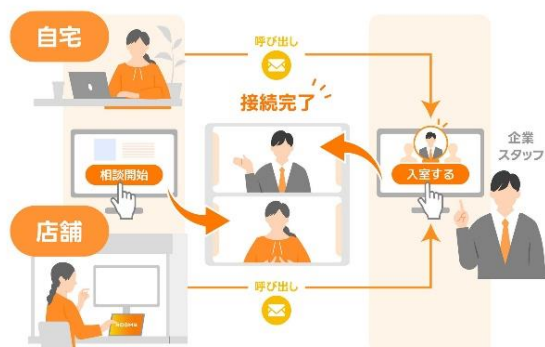 自宅
呼び出し
接続完了
企業
スタッフ
相談開始
入室する
店舗
呼び出し